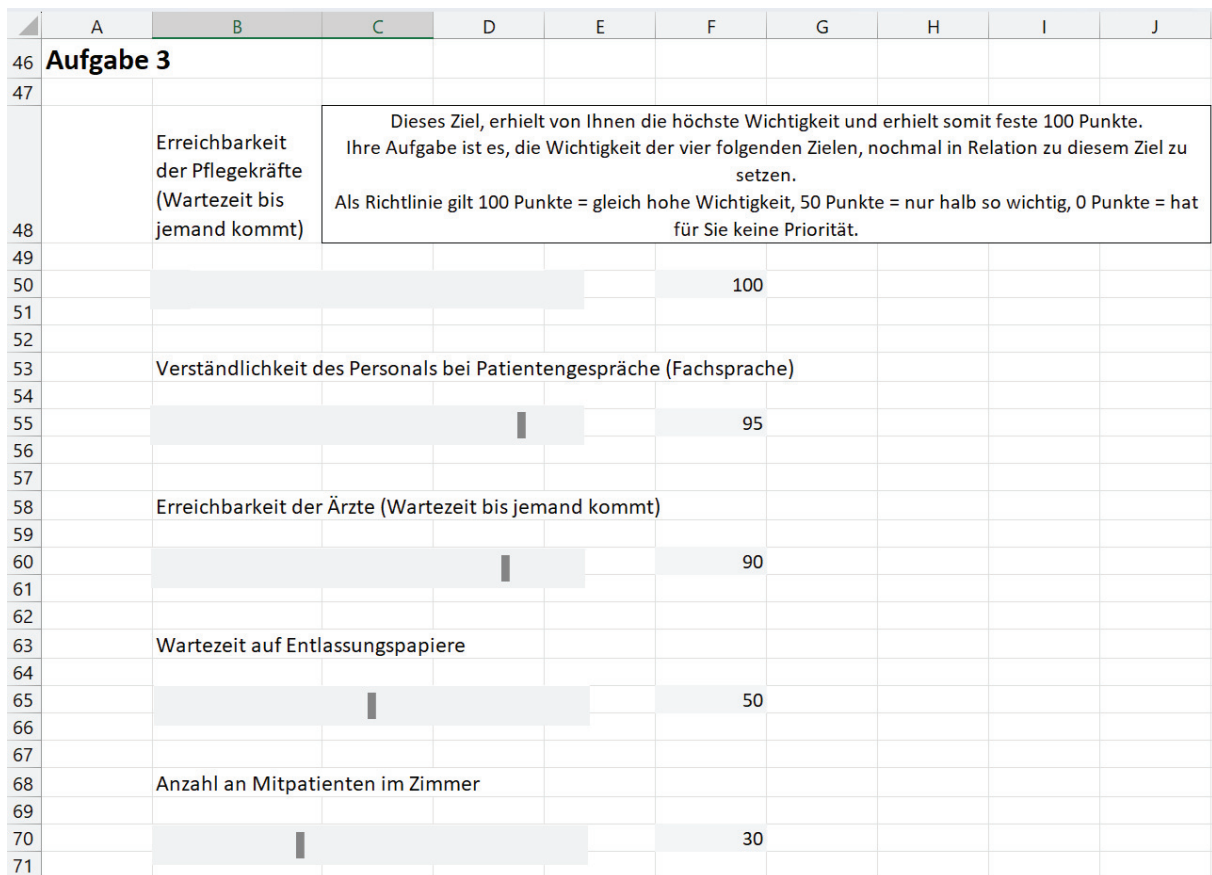 A B C D E F G H I J
46 Aufgabe 3
47
Dieses Ziel, erhielt von Ihnen die höchste Wichtigkeit und erhielt somit feste 100 Punkte.
Erreichbarkeit
Ihre Aufgabe ist es, die Wichtigkeit der vier folgenden Zielen, nochmal in Relation zu diesem Ziel zu
der Pflegekräfte
setzen.
(Wartezeit bis
Als Richtlinie gilt 100 Punkte = gleich hohe Wichtigkeit, 50 Punkte = nur halb so wichtig, 0 Punkte = hat
48 jemand kommt) für Sie keine Priorität.
49
50 100
51
52
53 Verständlichkeit des Personals bei Patientengespräche (Fachsprache)
54
55 95
56
57
58 Erreichbarkeit der Ärzte (Wartezeit bis jemand kommt)
59
60 90
61
62
63 Wartezeit auf Entlassungspapiere
64
65 50
66
67
68 Anzahl an Mitpatienten im Zimmer
69
70 30
71